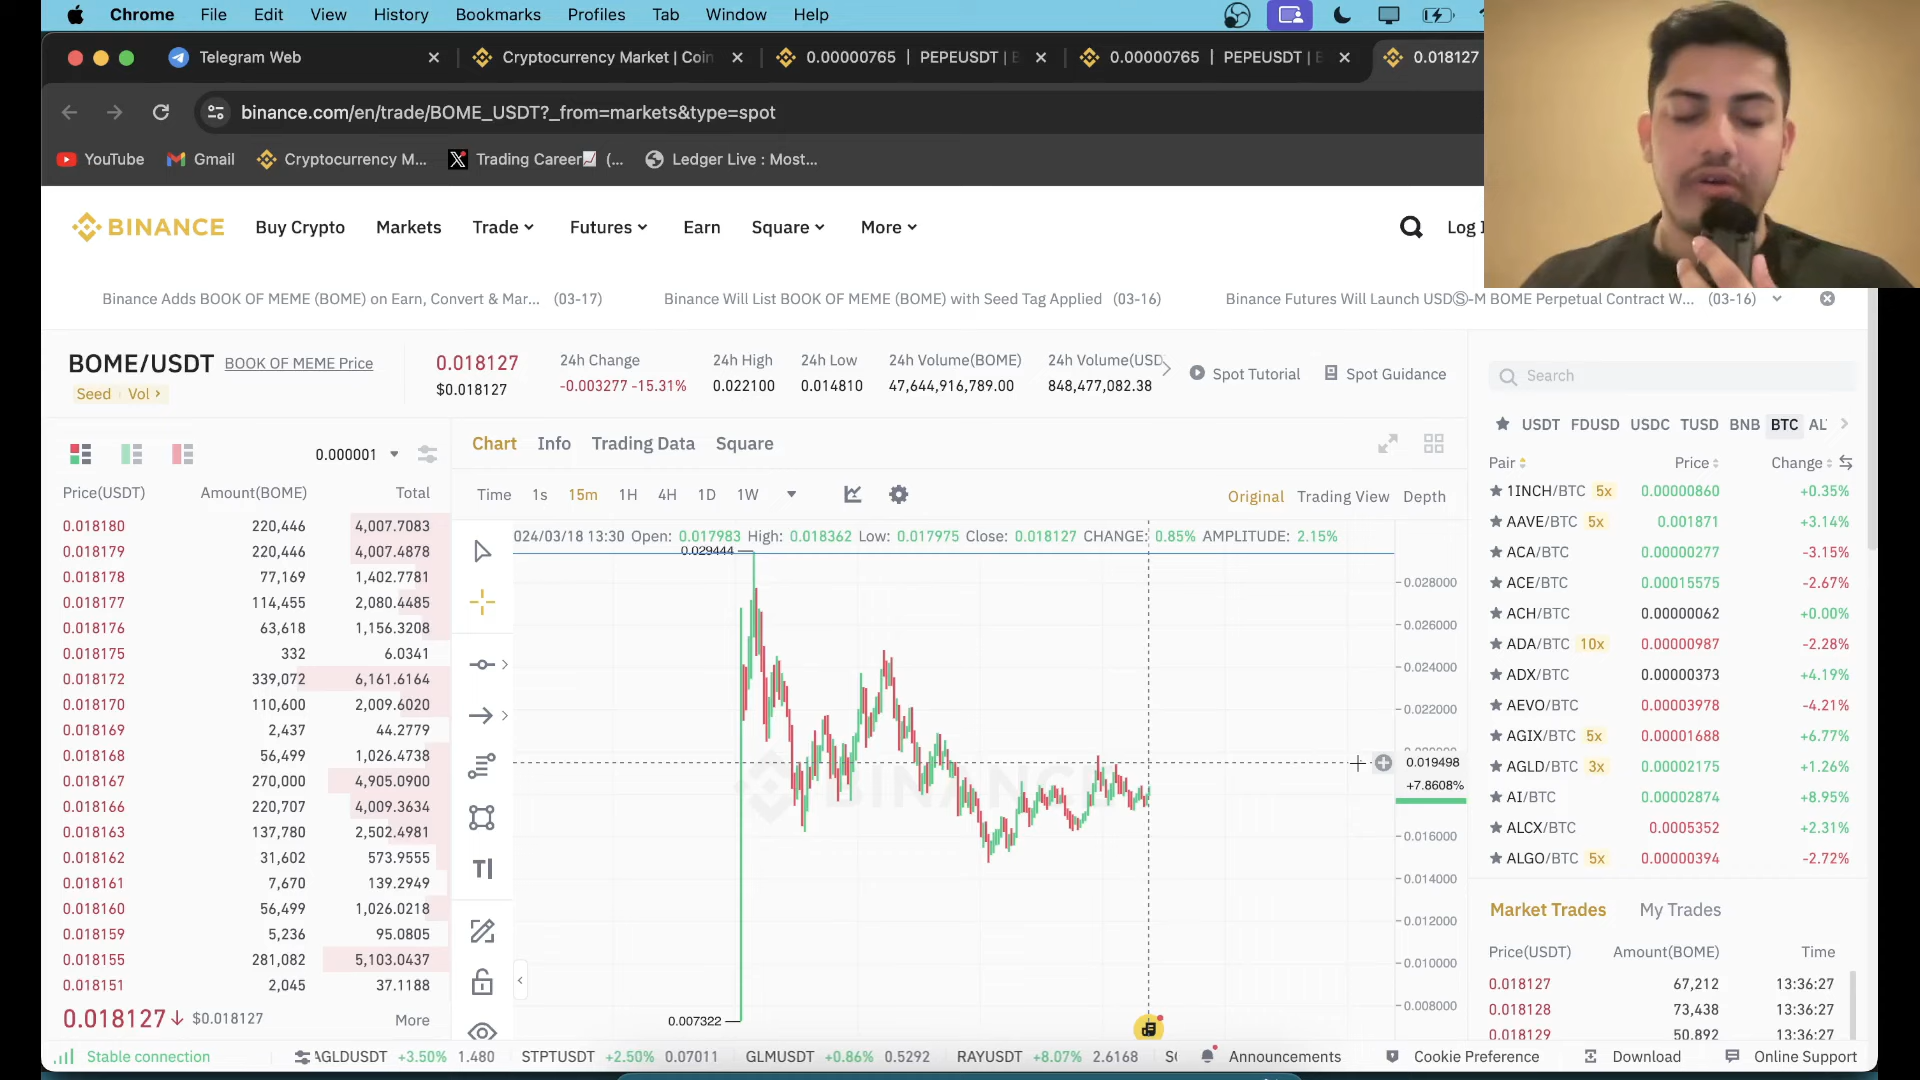 Chrome File Edit View History Bookmarks Profiles Tab Window Help
Telegram Web
Cryptocurrency Market | Coin
0.00000765 | PEPEUSDT | B
0.00000765 | PEPEUSDT | B
0.018127
binance.com/en/trade/BOME_USDT?_from=markets&type=spot
YouTube Gmail Cryptocurrency M... Trading Career (... Ledger Live : Most...
BINANCE Buy Crypto Markets Trade Futures Earn Square More Log I
Binance Adds BOOK OF MEME (BOME) on Earn, Convert & Mar... (03-17)
Binance Will List BOOK OF MEME (BOME) with Seed Tag Applied (03-16)
Binance Futures Will Launch USDⓈ-M BOME Perpetual Contract W... (03-16)
BOME/USDT BOOK OF MEME Price
Seed Vol
0.018127
$0.018127
24h Change
-0.003277 -15.31%
24h High
0.022100
24h Low
0.014810
24h Volume(BOME)
47,644,916,789.00
24h Volume(USD
848,477,082.38
Spot Tutorial Spot Guidance
0.000001
Price(USDT) Amount(BOME) Total
0.018180 220,446 4,007.7083
0.018179 220,446 4,007.4878
0.018178 77,169 1,402.7781
0.018177 114,455 2,080.4485
0.018176 63,618 1,156.3208
0.018175 332 6.0341
0.018172 339,072 6,161.6164
0.018170 110,600 2,009.6020
0.018169 2,437 44.2779
0.018168 56,499 1,026.4738
0.018167 270,000 4,905.0900
0.018166 220,707 4,009.3634
0.018163 137,780 2,502.4981
0.018162 31,602 573.9555
0.018161 7,670 139.2949
0.018160 56,499 1,026.0218
0.018159 5,236 95.0805
0.018155 281,082 5,103.0437
0.018151 2,045 37.1188
0.018127 $0.018127 More
Chart Info Trading Data Square
Time 1s 15m 1H 4H 1D 1W
Original Trading View Depth
024/03/18 13:30 Open: 0.017983 High: 0.018362 Low: 0.017975 Close: 0.018127 CHANGE: 0.85% AMPLITUDE: 2.15%
0.029444
BINANCE
0.007322
0.028000
0.026000
0.024000
0.022000
0.019498
+7.8608%
0.016000
0.014000
0.012000
0.010000
0.008000
Search
USDT FDUSD USDC TUSD BNB BTC AL
Pair Price Change
1INCH/BTC 5x 0.00000860 +0.35%
AAVE/BTC 5x 0.001871 +3.14%
ACA/BTC 0.00000277 -3.15%
ACE/BTC 0.00015575 -2.67%
ACH/BTC 0.00000062 +0.00%
ADA/BTC 10x 0.00000987 -2.28%
ADX/BTC 0.00000373 +4.19%
AEVO/BTC 0.00003978 -4.21%
AGIX/BTC 5x 0.00001688 +6.77%
AGLD/BTC 3x 0.00002175 +1.26%
AI/BTC 0.00002874 +8.95%
ALCX/BTC 0.0005352 +2.31%
ALGO/BTC 5x 0.00000394 -2.72%
Market Trades My Trades
Price(USDT) Amount(BOME) Time
0.018127 67,212 13:36:27
0.018128 73,438 13:36:27
0.018129 50,892 13:36:27
Stable connection AGLDUSDT +3.50% 1.480 STPTUSDT +2.50% 0.07011 GLMUSDT +0.86% 0.5292 RAYUSDT +8.07% 2.6168 Announcements Cookie Preference Download Online Support